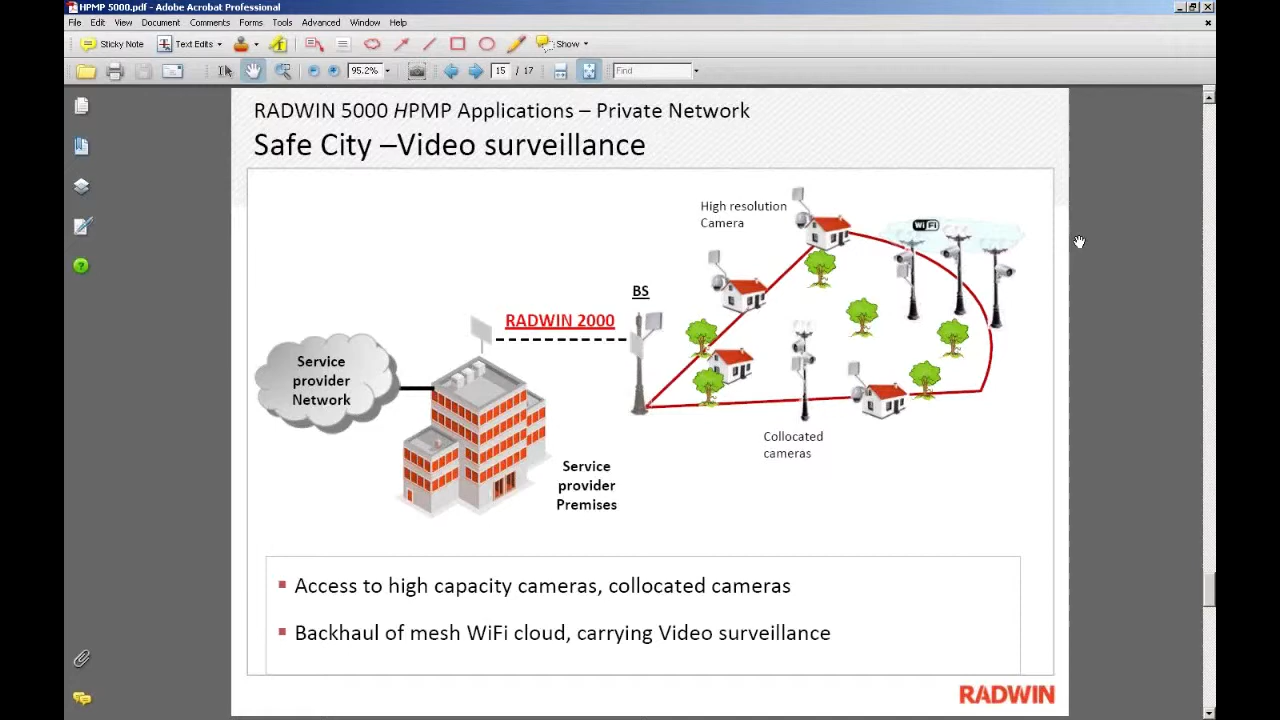 HPMP 5000.pdf - Adobe Acrobat Professional
File Edit View Document Comments Forms Tools Advanced Window Help
Sticky Note Text Edits Show
95.2% 15 / 17 Find
RADWIN 5000 HPMP Applications – Private Network
Safe City –Video surveillance
High resolution
Camera
WiFi
BS
RADWIN 2000
Service
provider
Network
Collocated
cameras
Service
provider
Premises
Access to high capacity cameras, collocated cameras
Backhaul of mesh WiFi cloud, carrying Video surveillance
RADWIN